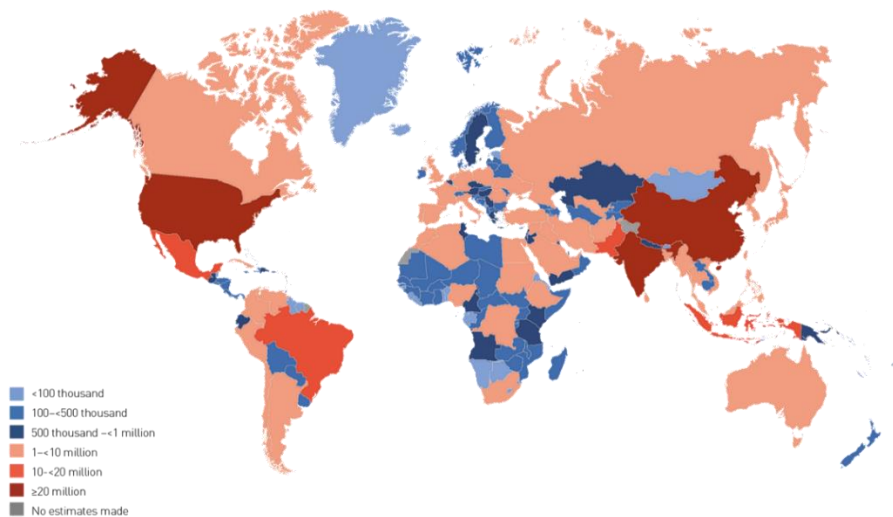 <100 thousand
100–<500 thousand
500 thousand –<1 million
1–<10 million
10-<20 million
≥20 million
No estimates made